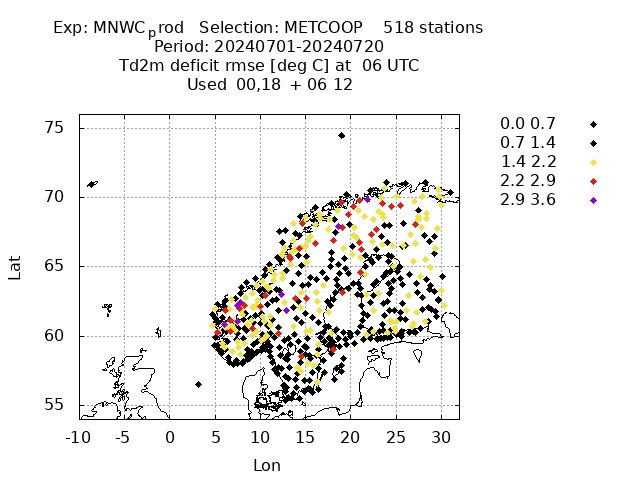 Exp: MNWCprod   Selection: METCOOP    518 stations
Period: 20240701-20240720
Td2m deficit rmse [deg C] at  06 UTC
Used  00,18  + 06 12
0.0 0.7
0.7 1.4
1.4 2.2
2.2 2.9
2.9 3.6
75
70
65
60
55
Lat
-10 -5 0 5 10 15 20 25 30
Lon